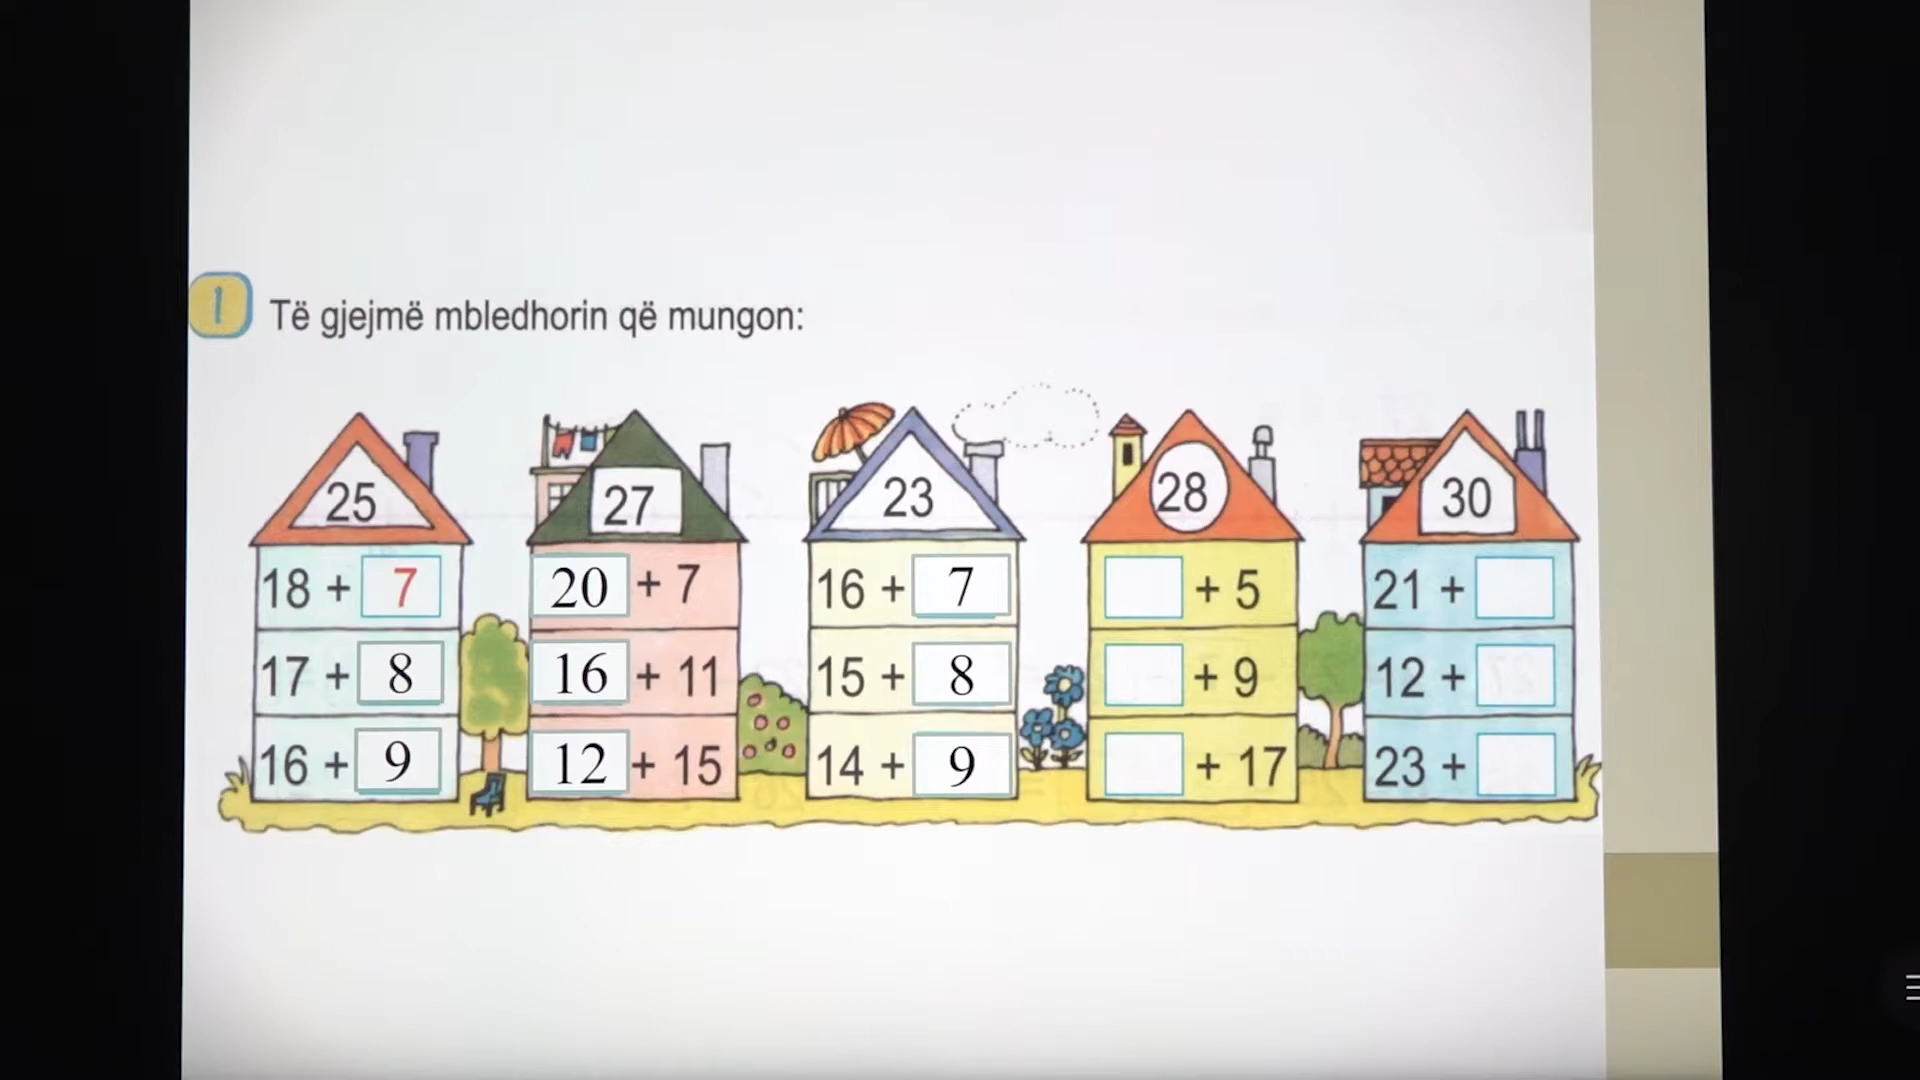 1 Të gjejmë mbledhorin që mungon:
25 27 23 28 30
18 + 7 20 + 7 16 + 7 + 5 21 +
17 + 8 16 + 11 15 + 8 + 9 12 +
16 + 9 12 + 15 14 + 9 + 17 23 +